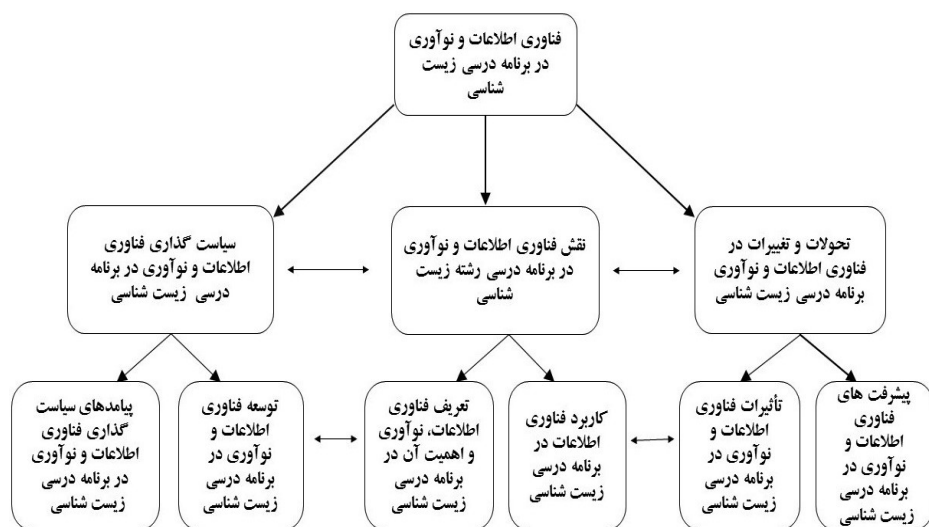 فناوری اطلاعات و نوآوری
در برنامه درسی زیست
شناسی
تحولات و تغییرات در
فناوری اطلاعات و نوآوری
برنامه درسی زیست شناسی
نقش فناوری اطلاعات و نوآوری
در برنامه درسی رشته زیست
شناسی
سیاست گذاری فناوری
اطلاعات و نوآوری در برنامه
درسی زیست شناسی
پیشرفت های
فناوری
اطلاعات و
نوآوری در
برنامه درسی
زیست شناسی
تأثیرات فناوری
اطلاعات و
نوآوری در
برنامه درسی
زیست شناسی
کاربرد فناوری
اطلاعات در
برنامه درسی
زیست شناسی
تعریف فناوری
اطلاعات، نوآوری
و اهمیت آن در
برنامه درسی
زیست شناسی
توسعه فناوری
اطلاعات و
نوآوری در
برنامه درسی
زیست شناسی
پیامدهای سیاست
گذاری فناوری
اطلاعات و نوآوری
در برنامه درسی
زیست شناسی